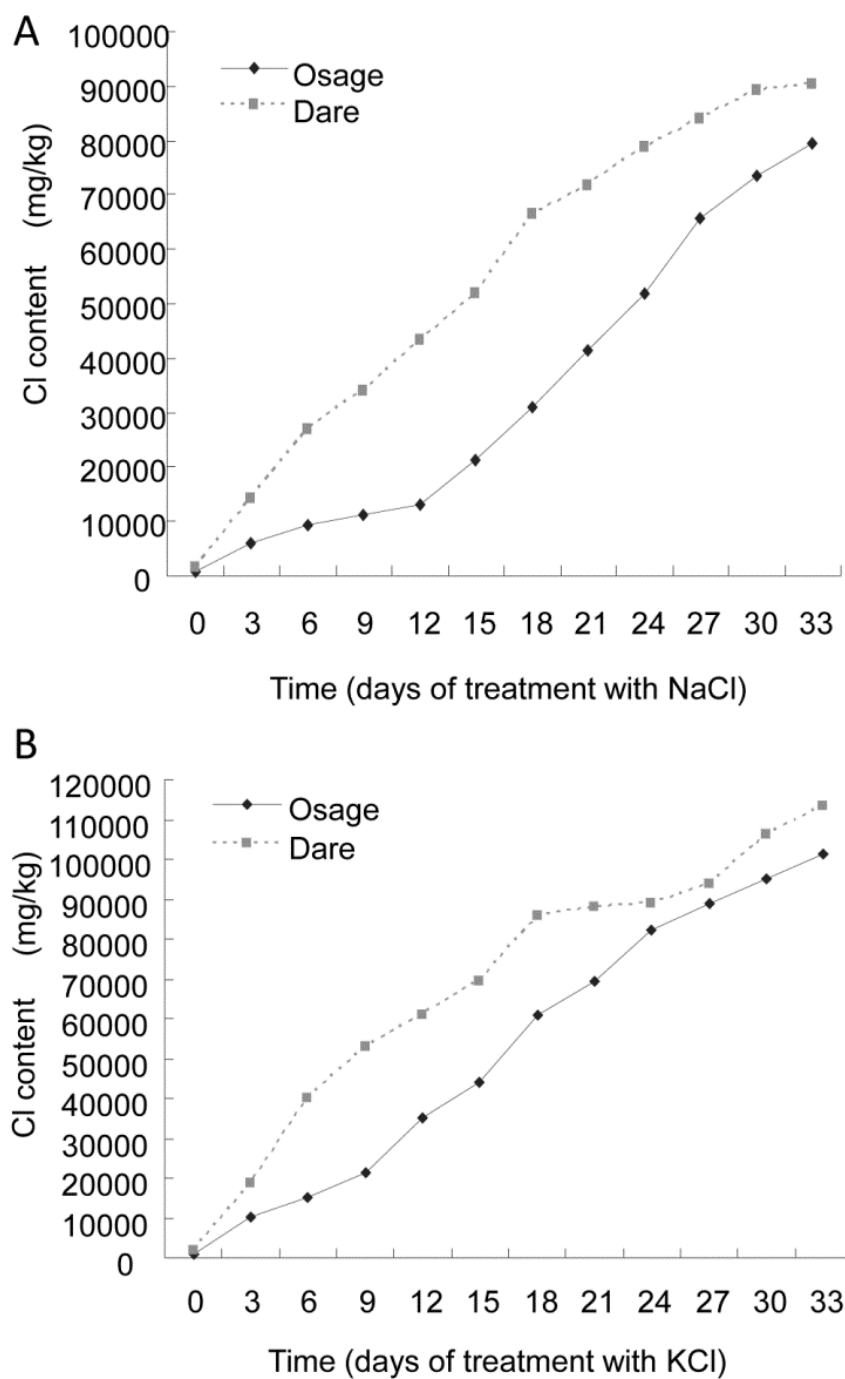 A
100000
90000
80000
70000
60000
50000
40000
30000
20000
10000
0
Cl content (mg/kg)
Osage
Dare
0 3 6 9 12 15 18 21 24 27 30 33
Time (days of treatment with NaCl)
B
120000
110000
100000
90000
80000
70000
60000
50000
40000
30000
20000
10000
0
Cl content (mg/kg)
Osage
Dare
0 3 6 9 12 15 18 21 24 27 30 33
Time (days of treatment with KCl)